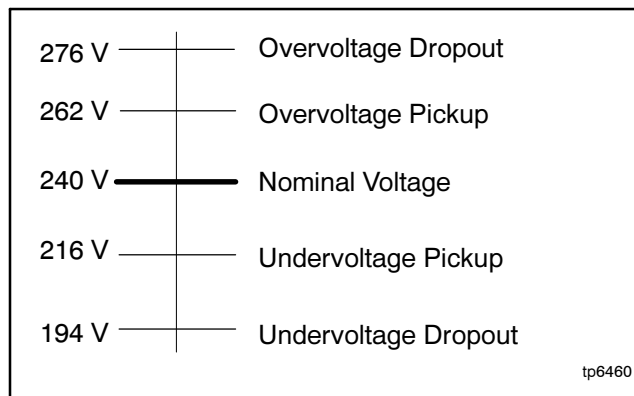 276 V Overvoltage Dropout
262 V Overvoltage Pickup
240 V Nominal Voltage
216 V Undervoltage Pickup
194 V Undervoltage Dropout
tp6460